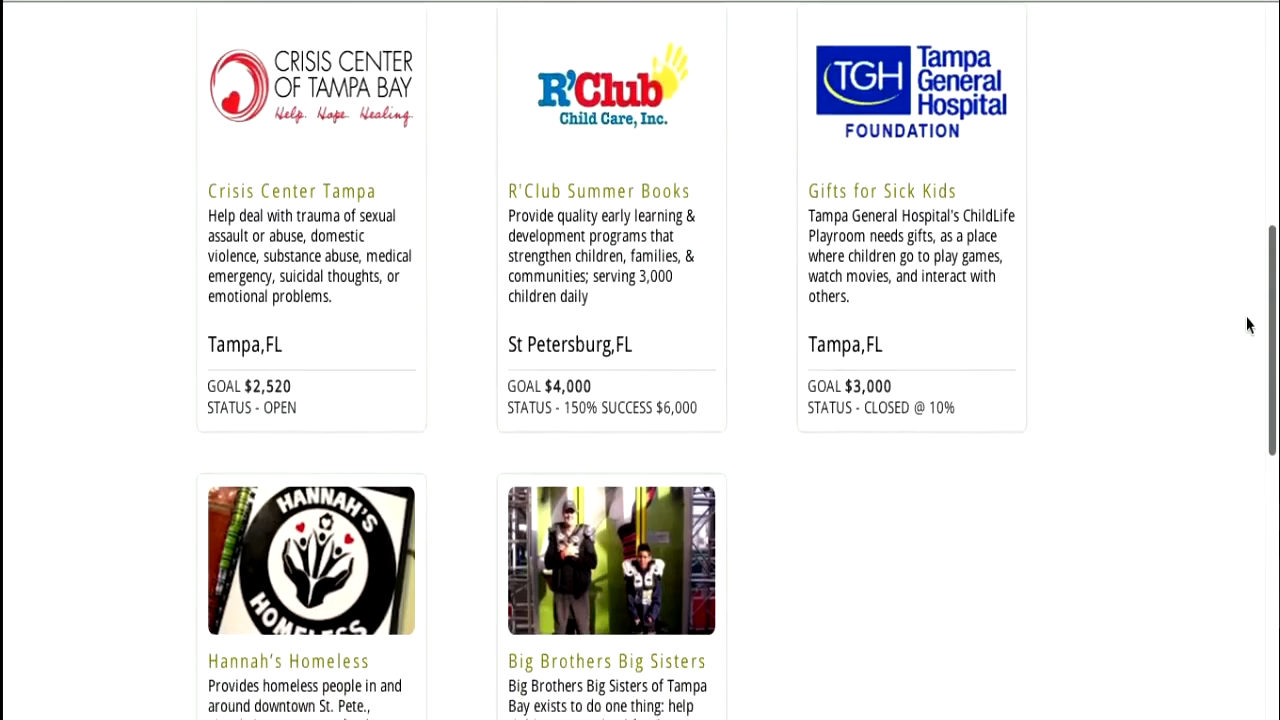 CRISIS CENTER
OF TAMPA BAY
Help. Hope. Healing.
R'Club
Child Care, Inc.
TGH
Tampa
General
Hospital
FOUNDATION
Crisis Center Tampa
Help deal with trauma of sexual
assault or abuse, domestic
violence, substance abuse, medical
emergency, suicidal thoughts, or
emotional problems.
Tampa,FL
GOAL $2,520
STATUS - OPEN
R'Club Summer Books
Provide quality early learning &
development programs that
strengthen children, families, &
communities; serving 3,000
children daily
St Petersburg,FL
GOAL $4,000
STATUS - 150% SUCCESS $6,000
Gifts for Sick Kids
Tampa General Hospital's ChildLife
Playroom needs gifts, as a place
where children go to play games,
watch movies, and interact with
others.
Tampa,FL
GOAL $3,000
STATUS - CLOSED @ 10%
HANNAH'S
HOMELESS
Hannah’s Homeless
Provides homeless people in and
around downtown St. Pete.,
Big Brothers Big Sisters
Big Brothers Big Sisters of Tampa
Bay exists to do one thing: help